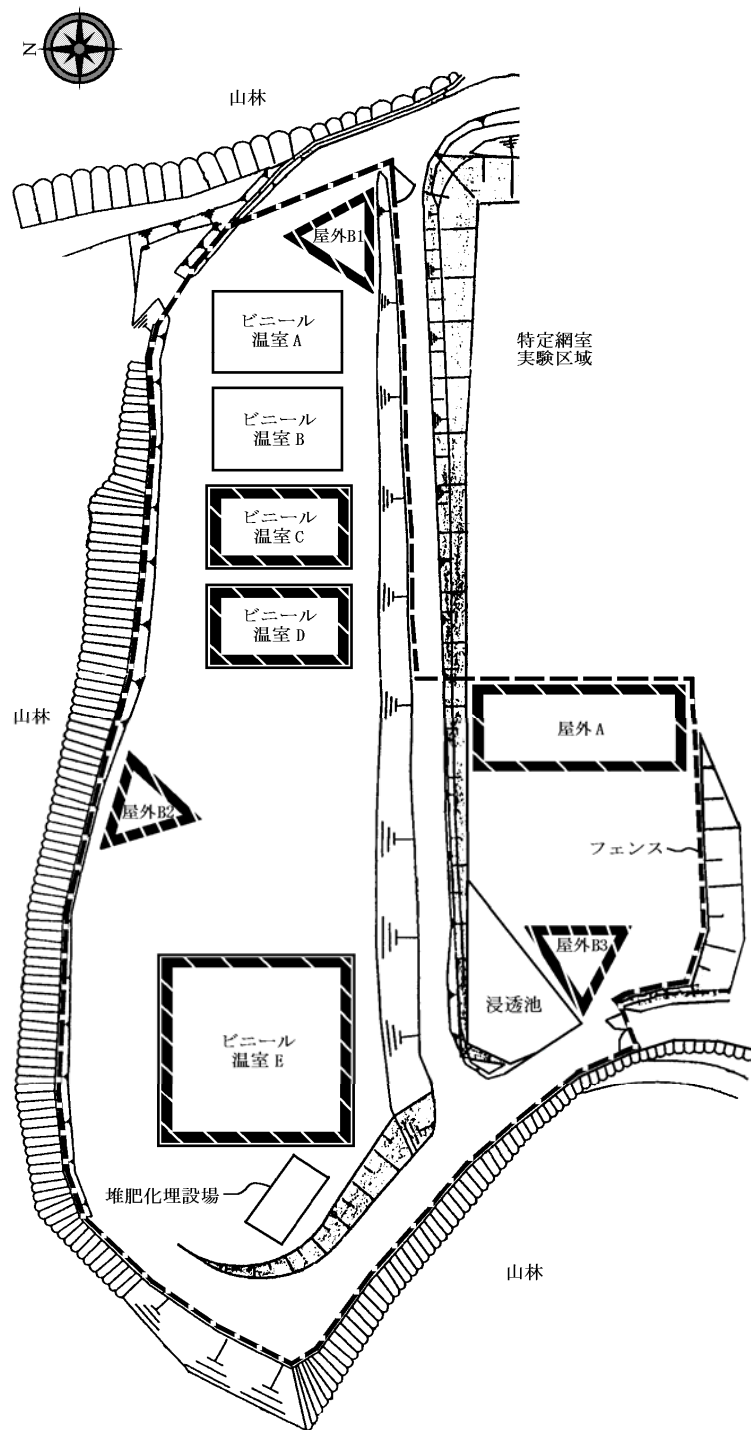 N
山林
屋外B1
ビニール
温室 A
特定網室
実験区域
ビニール
温室 B
ビニール
温室 C
ビニール
温室 D
山林
屋外 A
屋外B2
フェンス
屋外B3
浸透池
ビニール
温室 E
堆肥化埋設場
山林